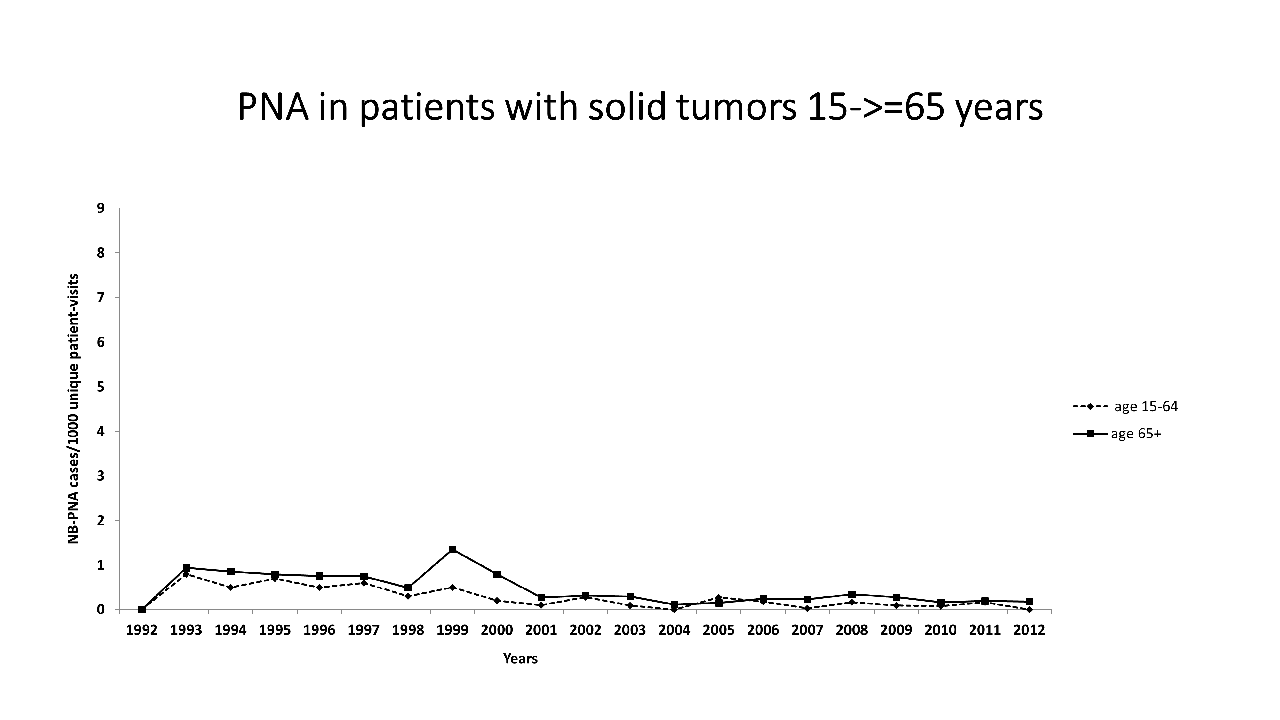 PNA in patients with solid tumors 15->=65 years
NB-PNA cases/1000 unique patient-visits
9
8
7
6
5
4
3
2
1
0
1992 1993 1994 1995 1996 1997 1998 1999 2000 2001 2002 2003 2004 2005 2006 2007 2008 2009 2010 2011 2012
Years
age 15-64
age 65+